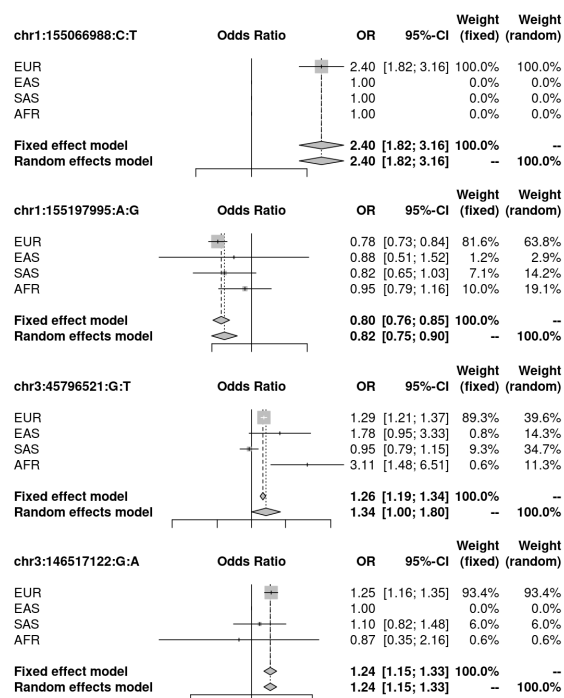 Weight Weight
chr1:155066988:C:T Odds Ratio OR 95%-CI (fixed) (random)
EUR 2.40 [1.82; 3.16] 100.0% 100.0%
EAS 1.00 0.0% 0.0%
SAS 1.00 0.0% 0.0%
AFR 1.00 0.0% 0.0%
Fixed effect model 2.40 [1.82; 3.16] 100.0% --
Random effects model 2.40 [1.82; 3.16] -- 100.0%
Weight Weight
chr1:155197995:A:G Odds Ratio OR 95%-CI (fixed) (random)
EUR 0.78 [0.73; 0.84] 81.6% 63.8%
EAS 0.88 [0.51; 1.52] 1.2% 2.9%
SAS 0.82 [0.65; 1.03] 7.1% 14.2%
AFR 0.95 [0.79; 1.16] 10.0% 19.1%
Fixed effect model 0.80 [0.76; 0.85] 100.0% --
Random effects model 0.82 [0.75; 0.90] -- 100.0%
Weight Weight
chr3:45796521:G:T Odds Ratio OR 95%-CI (fixed) (random)
EUR 1.29 [1.21; 1.37] 89.3% 39.6%
EAS 1.78 [0.95; 3.33] 0.8% 14.3%
SAS 0.95 [0.79; 1.15] 9.3% 34.7%
AFR 3.11 [1.48; 6.51] 0.6% 11.3%
Fixed effect model 1.26 [1.19; 1.34] 100.0% --
Random effects model 1.34 [1.00; 1.80] -- 100.0%
Weight Weight
chr3:146517122:G:A Odds Ratio OR 95%-CI (fixed) (random)
EUR 1.25 [1.16; 1.35] 93.4% 93.4%
EAS 1.00 0.0% 0.0%
SAS 1.10 [0.82; 1.48] 6.0% 6.0%
AFR 0.87 [0.35; 2.16] 0.6% 0.6%
Fixed effect model 1.24 [1.15; 1.33] 100.0% --
Random effects model 1.24 [1.15; 1.33] -- 100.0%